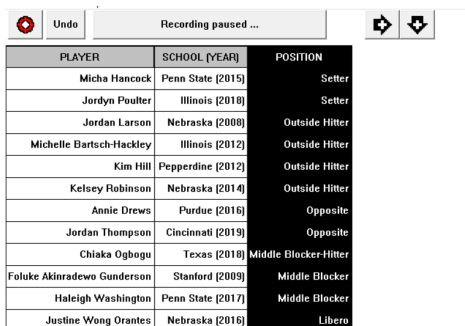 Undo Recording paused ...
PLAYER SCHOOL (YEAR) POSITION
Micha Hancock Penn State (2015) Setter
Jordyn Poulter Illinois (2018) Setter
Jordan Larson Nebraska (2008) Outside Hitter
Michelle Bartsch-Hackley Illinois (2012) Outside Hitter
Kim Hill Pepperdine (2012) Outside Hitter
Kelsey Robinson Nebraska (2014) Outside Hitter
Annie Drews Purdue (2016) Opposite
Jordan Thompson Cincinnati (2019) Opposite
Chiaka Ogbogu Texas (2018) Middle Blocker-Hitter
Foluke Akinradewo Gunderson Stanford (2009) Middle Blocker
Haleigh Washington Penn State (2017) Middle Blocker
Justine Wong Orantes Nebraska (2016) Libero